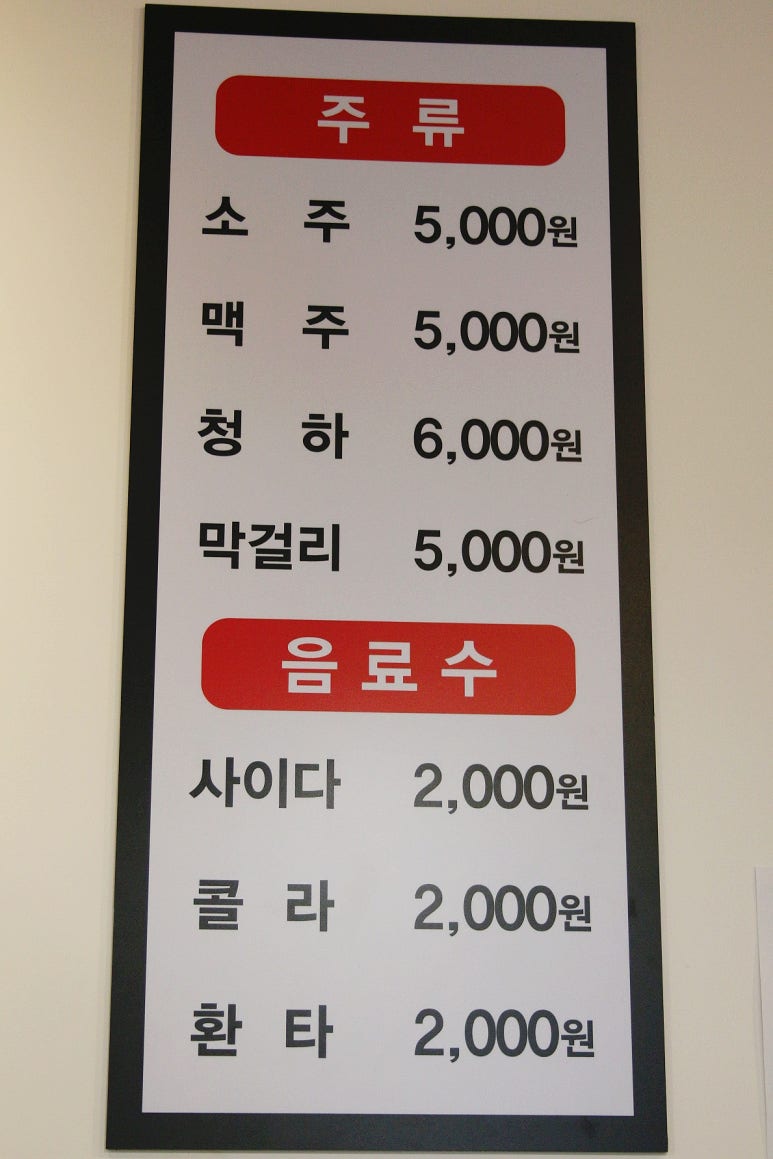 주 류
소 주 5,000원
맥 주 5,000원
청 하 6,000원
막걸리 5,000원
음료수
사이다 2,000원
콜 라 2,000원
환 타 2,000원